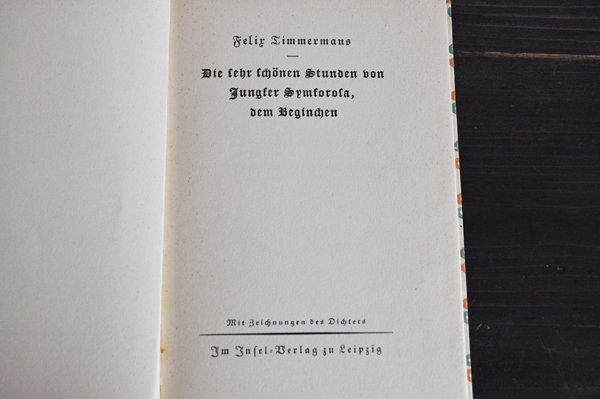 Felix Timmermans
Die sehr schönen Stunden von
Jungfer Symforosa,
dem Beginchen
Mit Zeichnungen des Dichters
Im Insel-Verlag zu Leipzig